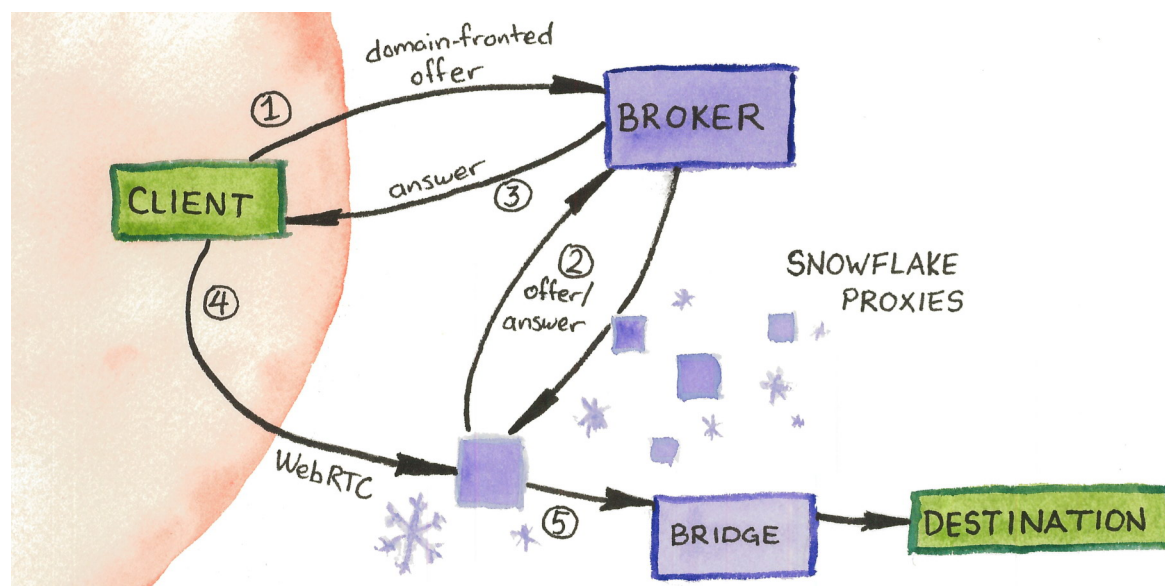 domain-fronted
offer
①
BROKER
CLIENT
answer
③
②
offer/
answer
④
SNOWFLAKE
PROXIES
WebRTC
⑤
BRIDGE
DESTINATION